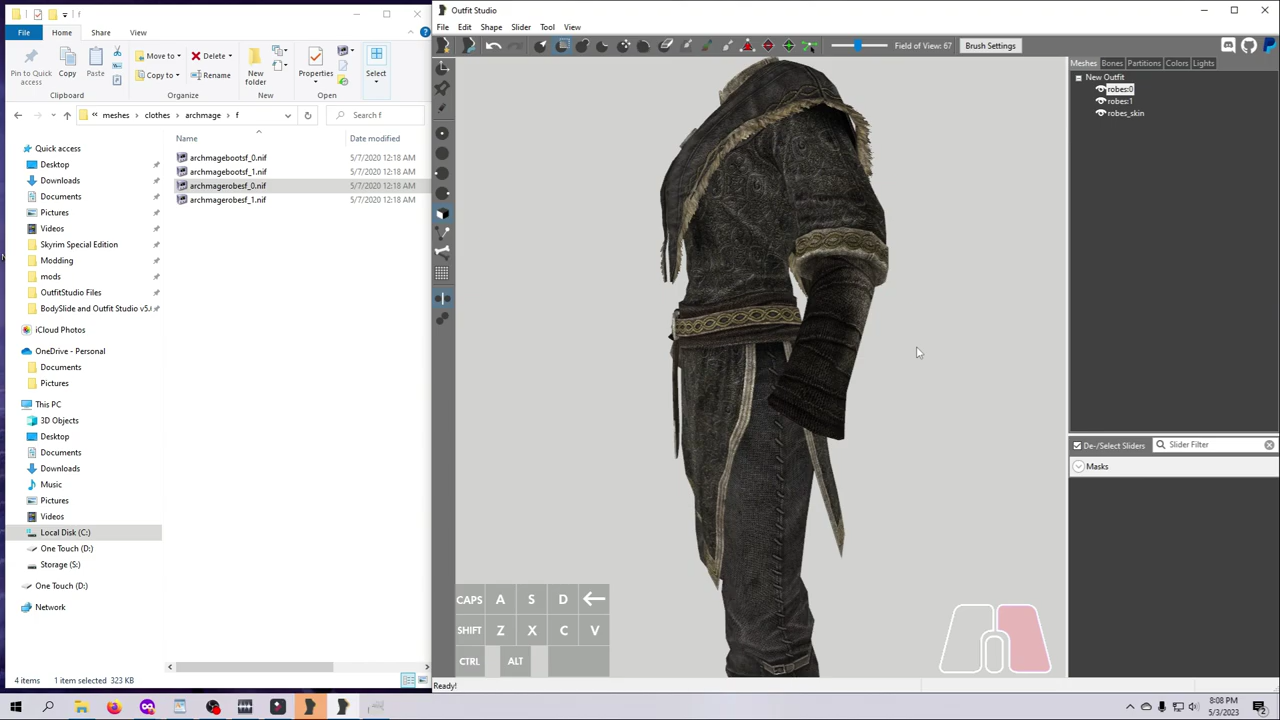 f
File
Home
Share
View
Pin to Quick access
Copy
Paste
Move to
Copy to
Delete
Rename
New folder
Properties
Select
Clipboard
Organize
New
Open
meshes
clothes
archmage
f
Search f
Name
Date modified
archmagebootsf_0.nif 5/7/2020 12:18 AM
archmagebootsf_1.nif 5/7/2020 12:18 AM
archmagerobesf_0.nif 5/7/2020 12:18 AM
archmagerobesf_1.nif 5/7/2020 12:18 AM
Quick access
Desktop
Downloads
Documents
Pictures
Videos
Skyrim Special Edition
Modding
mods
OutfitStudio Files
BodySlide and Outfit Studio v5.
iCloud Photos
OneDrive - Personal
Documents
Pictures
This PC
3D Objects
Desktop
Documents
Downloads
Music
Pictures
Videos
Local Disk (C:)
One Touch (D:)
Storage (S:)
One Touch (D:)
Network
4 items
1 item selected 323 KB
Outfit Studio
File Edit Shape Slider Tool View
Field of View: 67
Brush Settings
Meshes Bones Partitions Colors Lights
New Outfit
robes:0
robes:1
robes_skin
De-/Select Sliders
Slider Filter
Masks
CAPS A S D ←
SHIFT Z X C V
CTRL ALT
Ready!
8:08 PM
5/3/2023
2